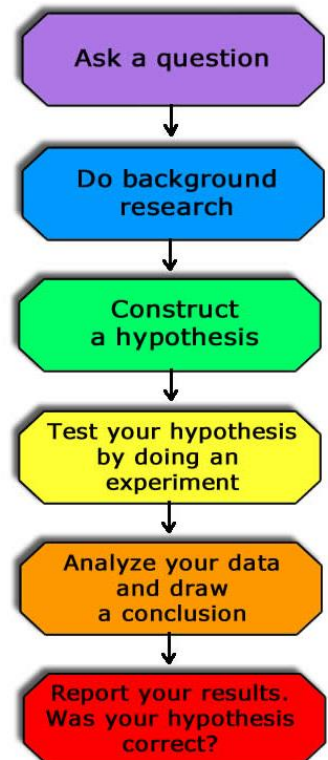 Ask a question
Do background
research
Construct
a hypothesis
Test your hypothesis
by doing an
experiment
Analyze your data
and draw
a conclusion
Report your results.
Was your hypothesis
correct?